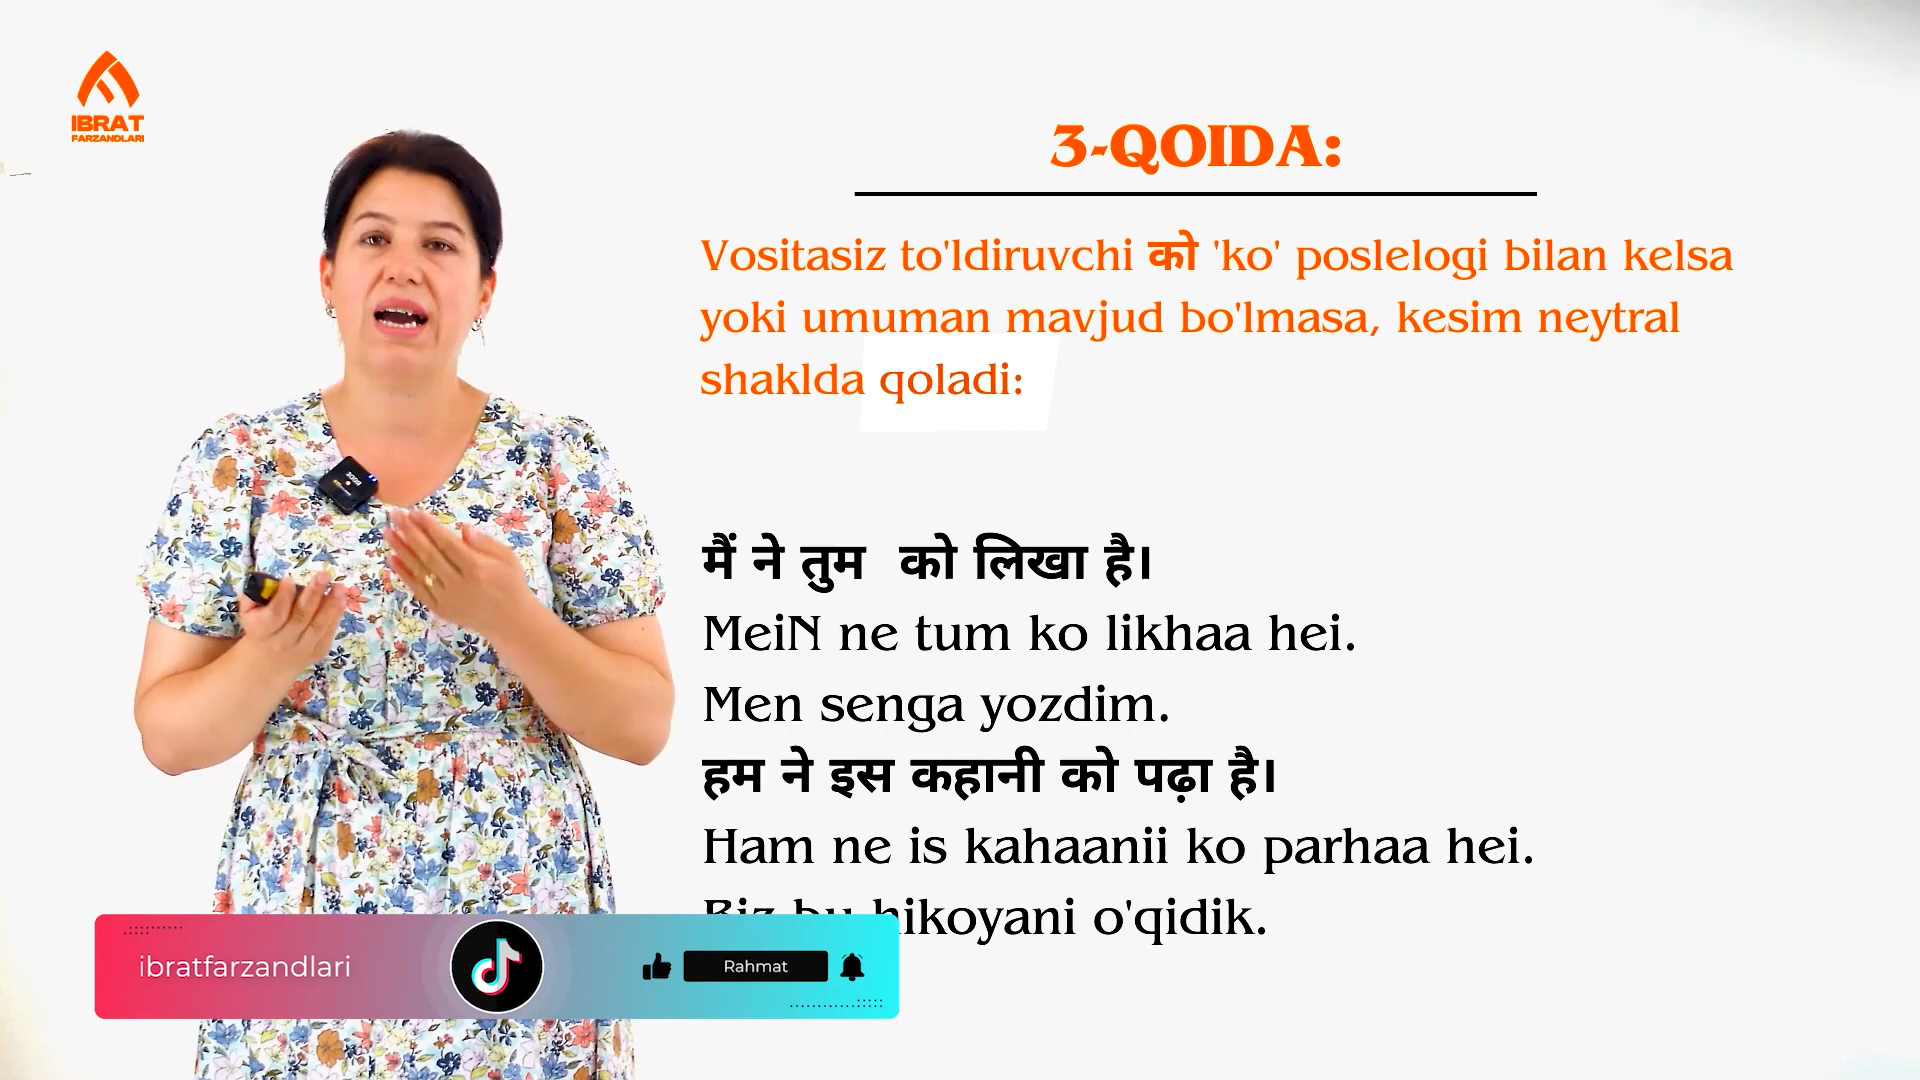 IBRAT
FARZANDLARI
3-QOIDA:
Vositasiz to'ldiruvchi को 'ko' poslelogi bilan kelsa
yoki umuman mavjud bo'lmasa, kesim neytral
shaklda qoladi:
मैं ने तुम को लिखा है।
MeiN ne tum ko likhaa hei.
Men senga yozdim.
हम ने इस कहानी को पढ़ा है।
Ham ne is kahaanii ko parhaa hei.
Biz bu hikoyani o'qidik.
ibratfarzandlari
Rahmat